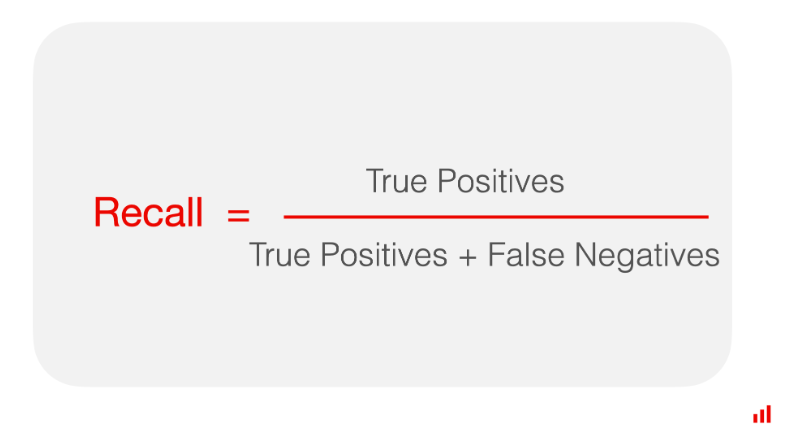 True Positives
Recall =
True Positives + False Negatives